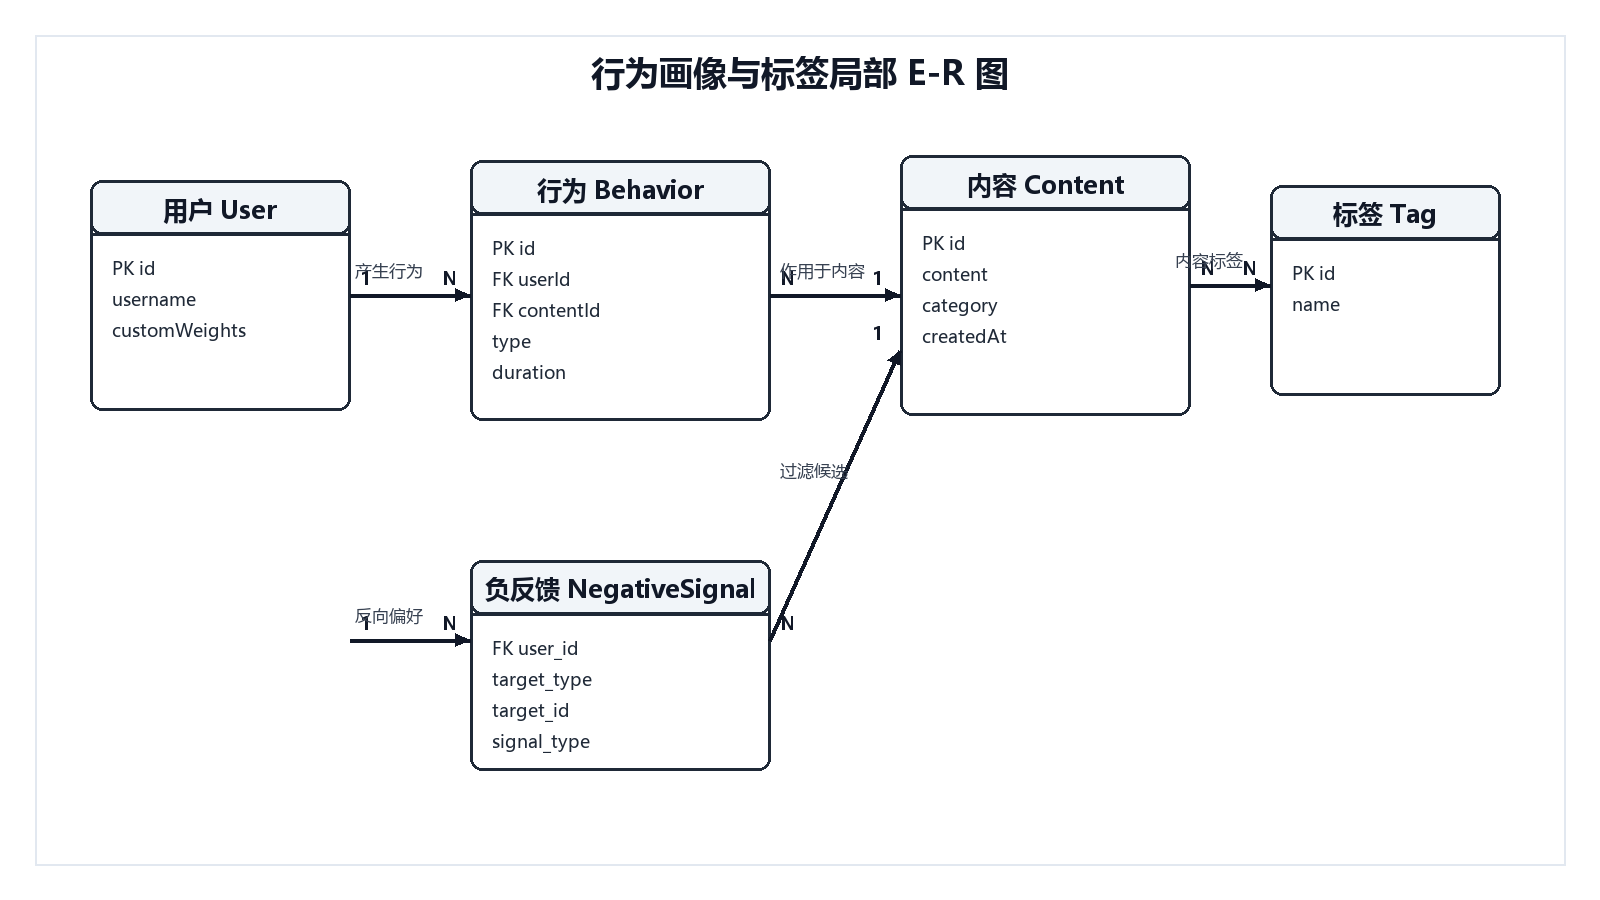 行为画像与标签局部 E-R 图
用户 User
PK id
username
customWeights
产生行为
1
N
行为 Behavior
PK id
FK userId
FK contentId
type
duration
作用于内容
N
1
内容 Content
PK id
content
category
createdAt
内容标签
N
N
标签 Tag
PK id
name
1
过滤候选
N
反向偏好
1
N
负反馈 NegativeSignal
FK user_id
target_type
target_id
signal_type